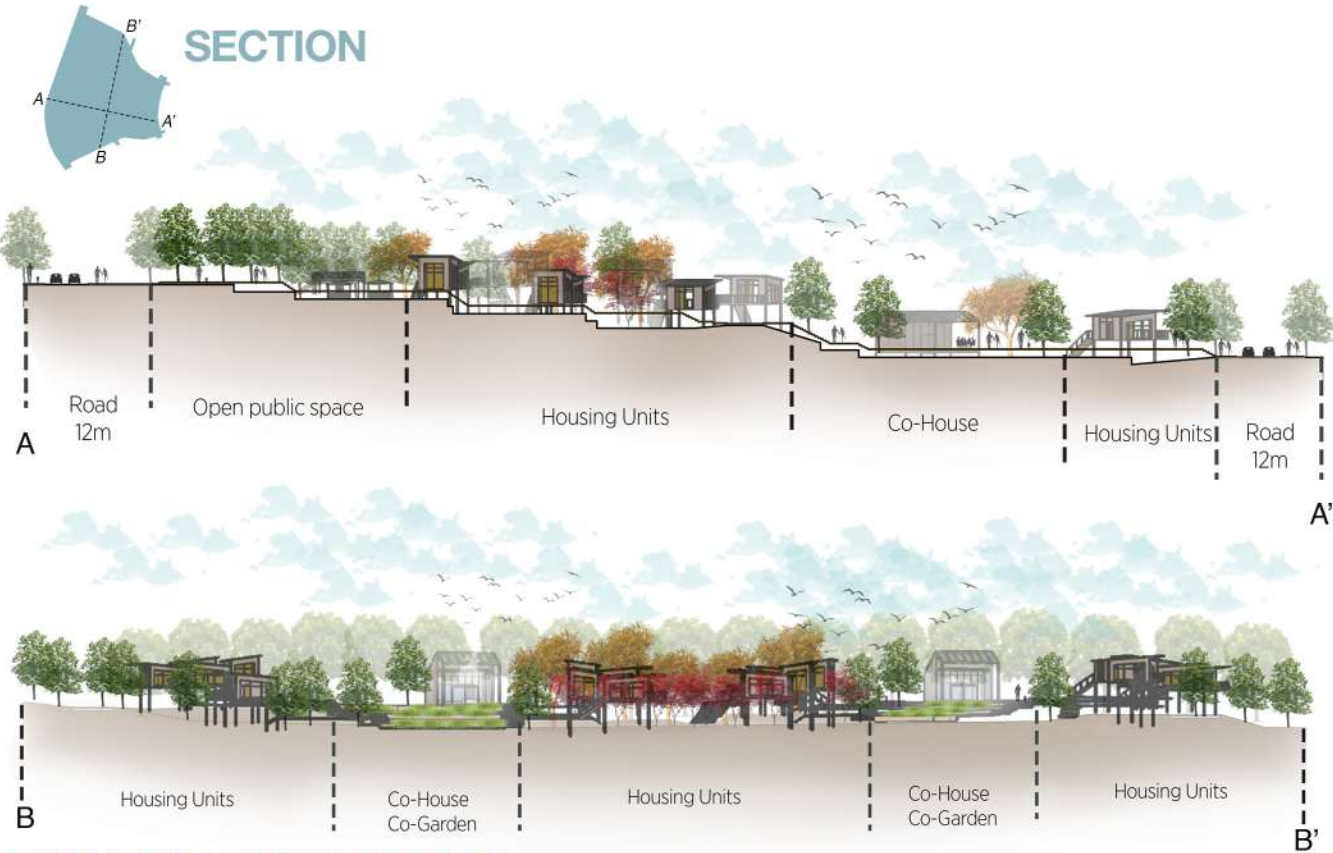 SECTION
B'
A
A'
B
Road
12m
Open public space
Housing Units
Co-House
Housing Units
Road
12m
A
A'
Housing Units
Co-House
Co-Garden
Housing Units
Co-House
Co-Garden
Housing Units
B
B'